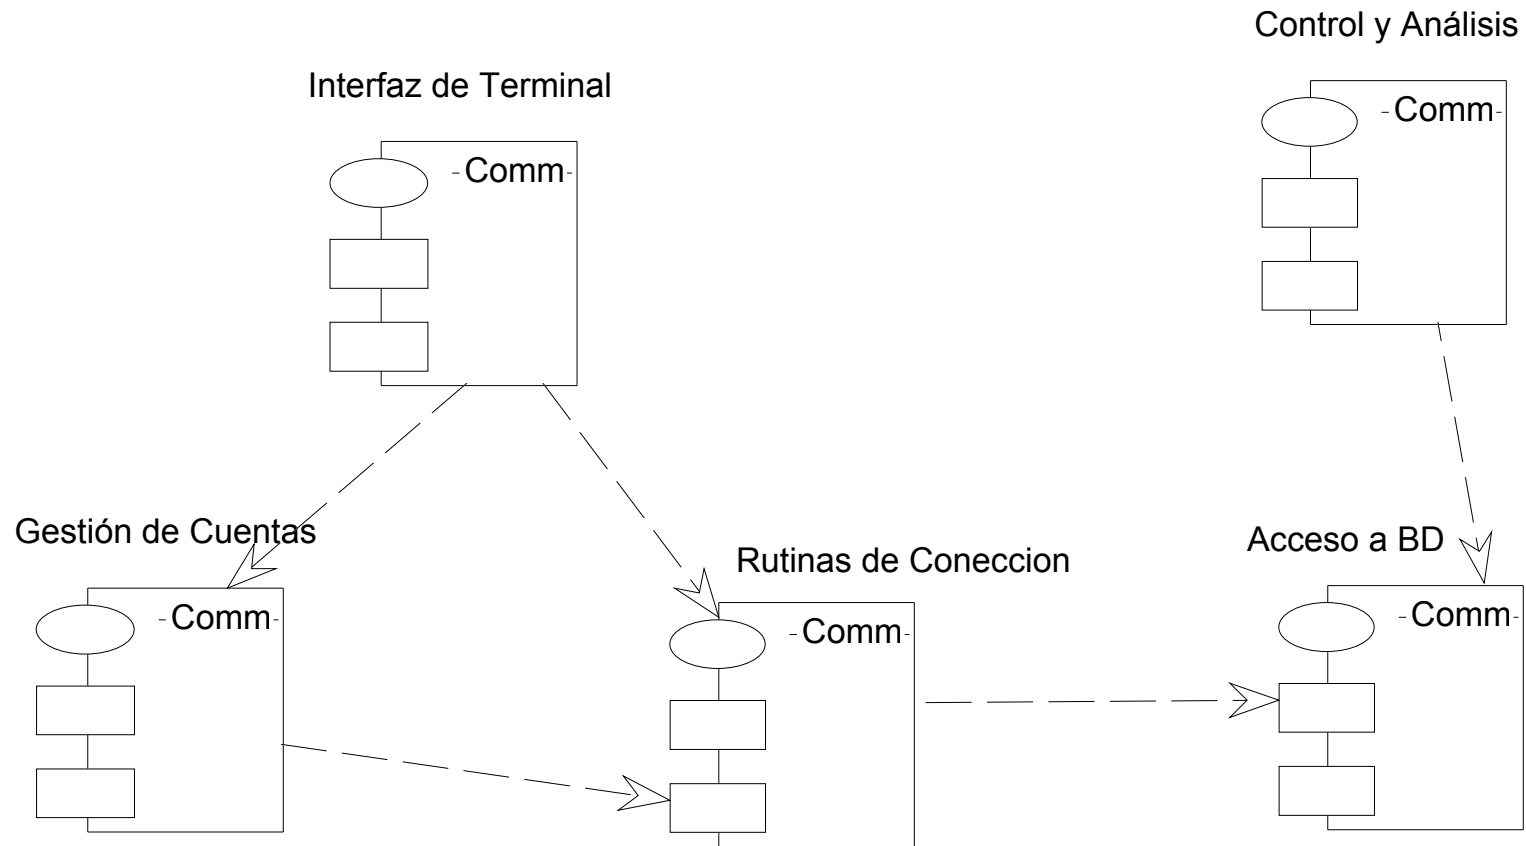 Control y Análisis
Interfaz de Terminal
-Comm-
-Comm-
Gestión de Cuentas
Acceso a BD
Rutinas de Coneccion
-Comm-
-Comm-
-Comm-